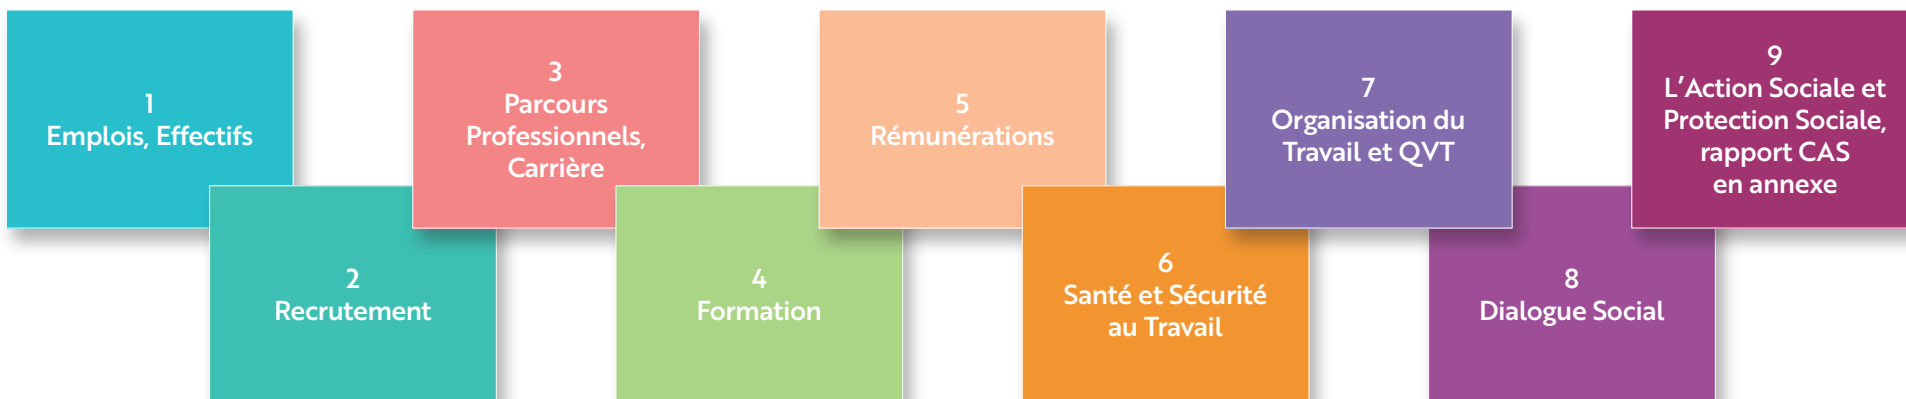 1
Emplois, Effectifs
2
Recrutement
3
Parcours
Professionnels,
Carrière
4
Formation
5
Rémunérations
6
Santé et Sécurité
au Travail
7
Organisation du
Travail et QVT
8
Dialogue Social
9
L'Action Sociale et
Protection Sociale,
rapport CAS
en annexe